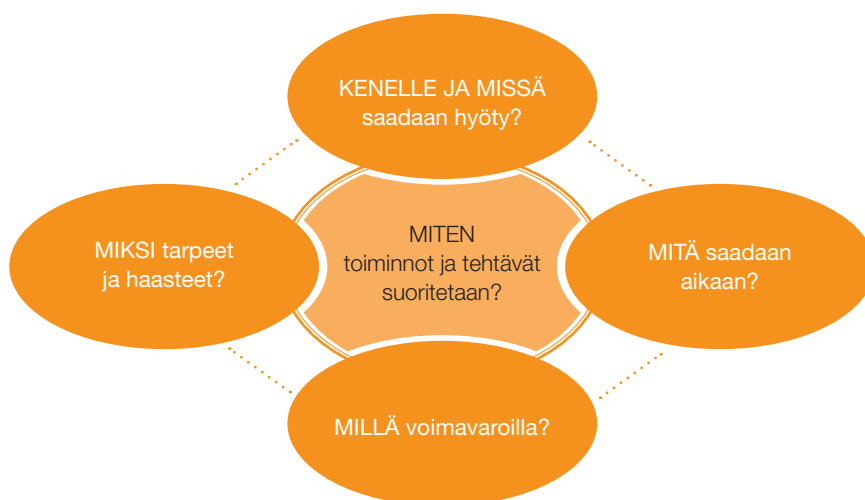 KENELLE JA MISSÄ
saadaan hyöty?
MIKSI tarpeet
ja haasteet?
MITEN
toiminnot ja tehtävät
suoritetaan?
MITÄ saadaan
aikaan?
MILLÄ voimavaroilla?